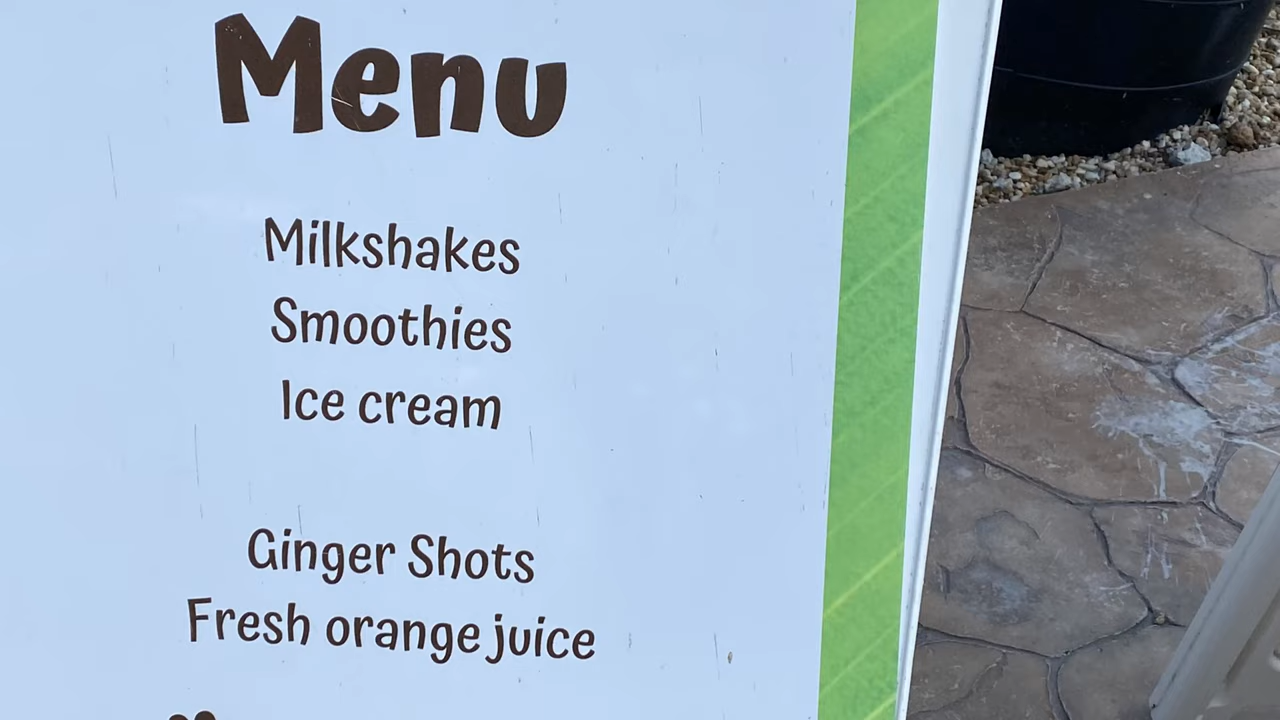 Menu
Milkshakes
Smoothies
Ice cream
Ginger Shots
Fresh orange juice